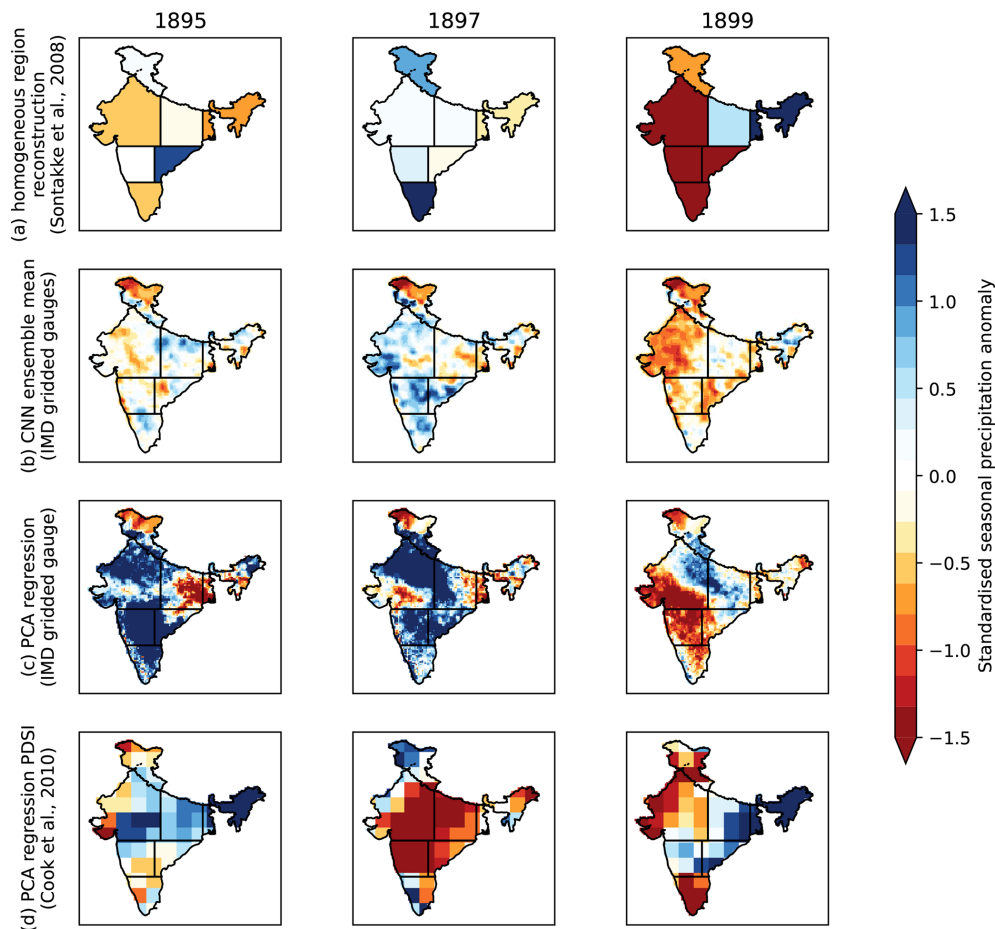 1895
1897
1899
(a) homogeneous region
reconstruction
(Sontakke et al., 2008)
(b) CNN ensemble mean
(IMD gridded gauges)
(c) PCA regression
(IMD gridded gauge)
(d) PCA regression PDSI
(Cook et al., 2010)
1.5
1.0
0.5
0.0
−0.5
−1.0
−1.5
Standardised seasonal precipitation anomaly